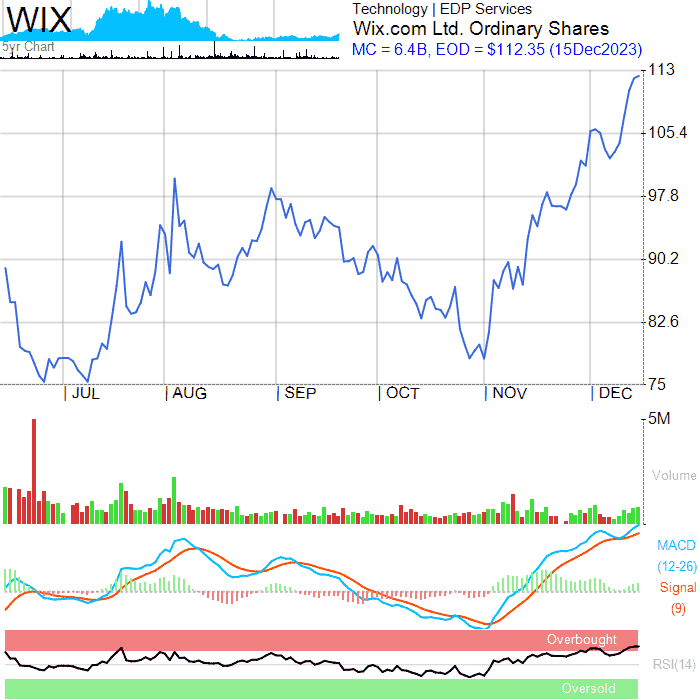 WIX
5yr Chart
Technology | EDP Services
Wix.com Ltd. Ordinary Shares
MC = 6.4B, EOD = $112.35 (15Dec2023)
113
105.4
97.8
90.2
82.6
75
| JUL | AUG | SEP | OCT | NOV | DEC
5M
Volume
MACD
(12-26)
Signal
(9)
Overbought
RSI(14)
Oversold